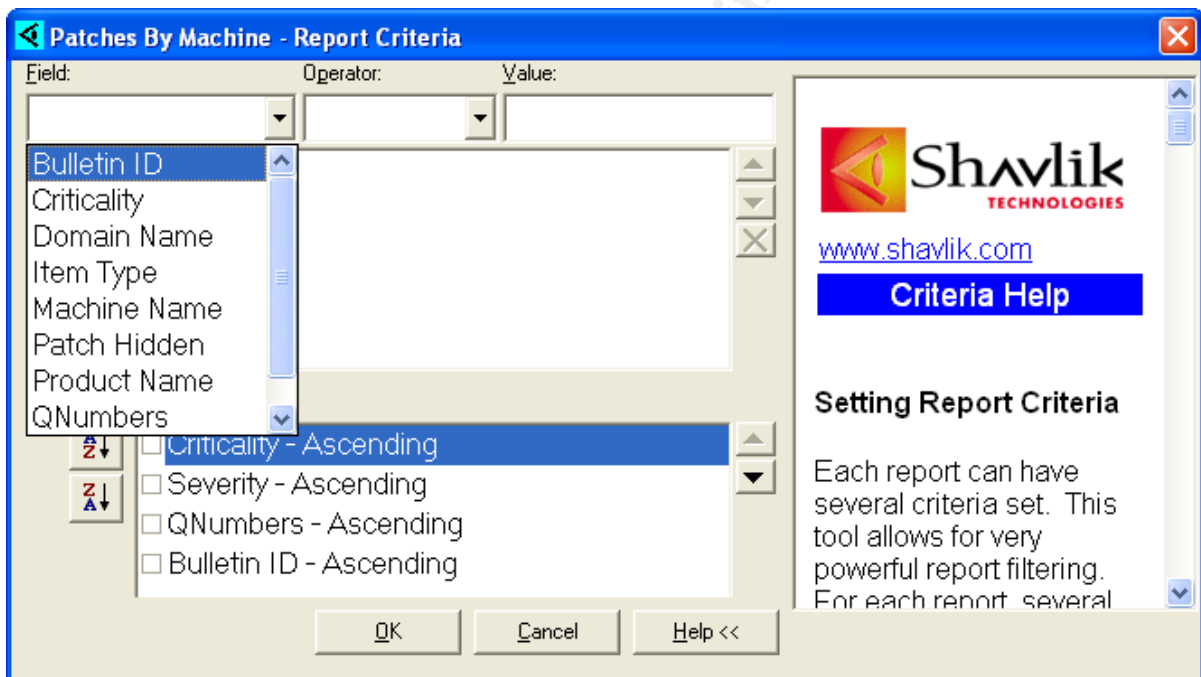 Patches By Machine - Report Criteria
Field: Operator: Value:
Bulletin ID
Criticality
Domain Name
Item Type
Machine Name
Patch Hidden
Product Name
QNumbers
Criticality - Ascending
Severity - Ascending
QNumbers - Ascending
Bulletin ID - Ascending
OK Cancel Help <<
Shavlik
TECHNOLOGIES
www.shavlik.com
Criteria Help
Setting Report Criteria
Each report can have
several criteria set. This
tool allows for very
powerful report filtering.
For each report, several